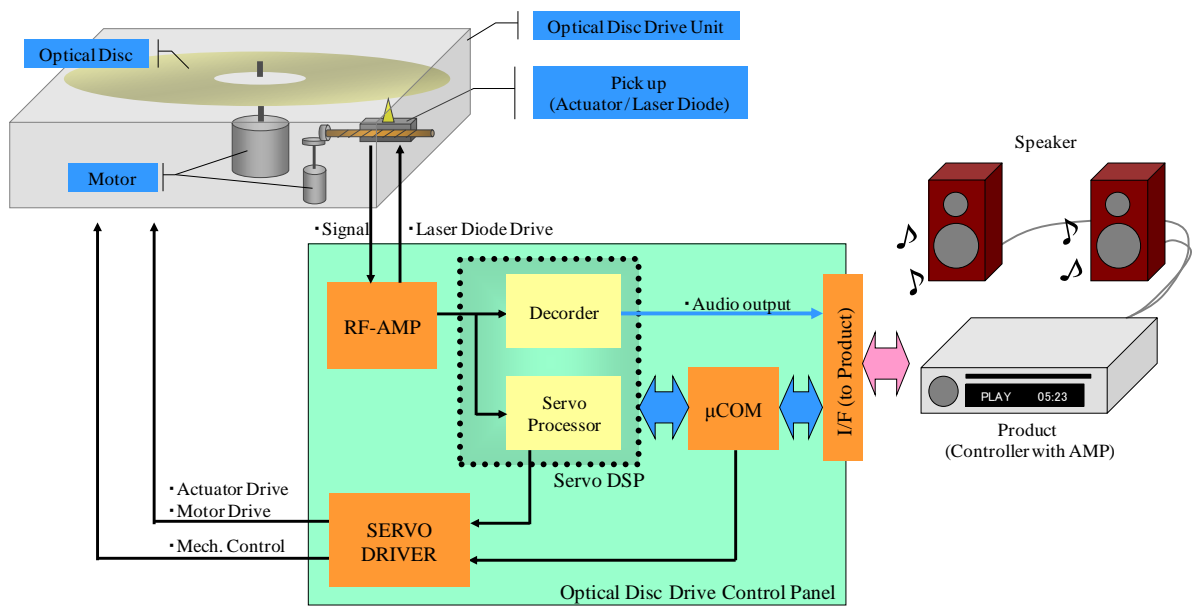 Optical Disc Drive Unit
Optical Disc
Pick up
(Actuator / Laser Diode)
Motor
Speaker
・Signal
・Laser Diode Drive
RF-AMP
Decorder
・Audio output
I/F (to Product)
Servo
Processor
μCOM
Servo DSP
PLAY 05:23
Product
(Controller with AMP)
・Actuator Drive
・Motor Drive
・Mech. Control
SERVO
DRIVER
Optical Disc Drive Control Panel